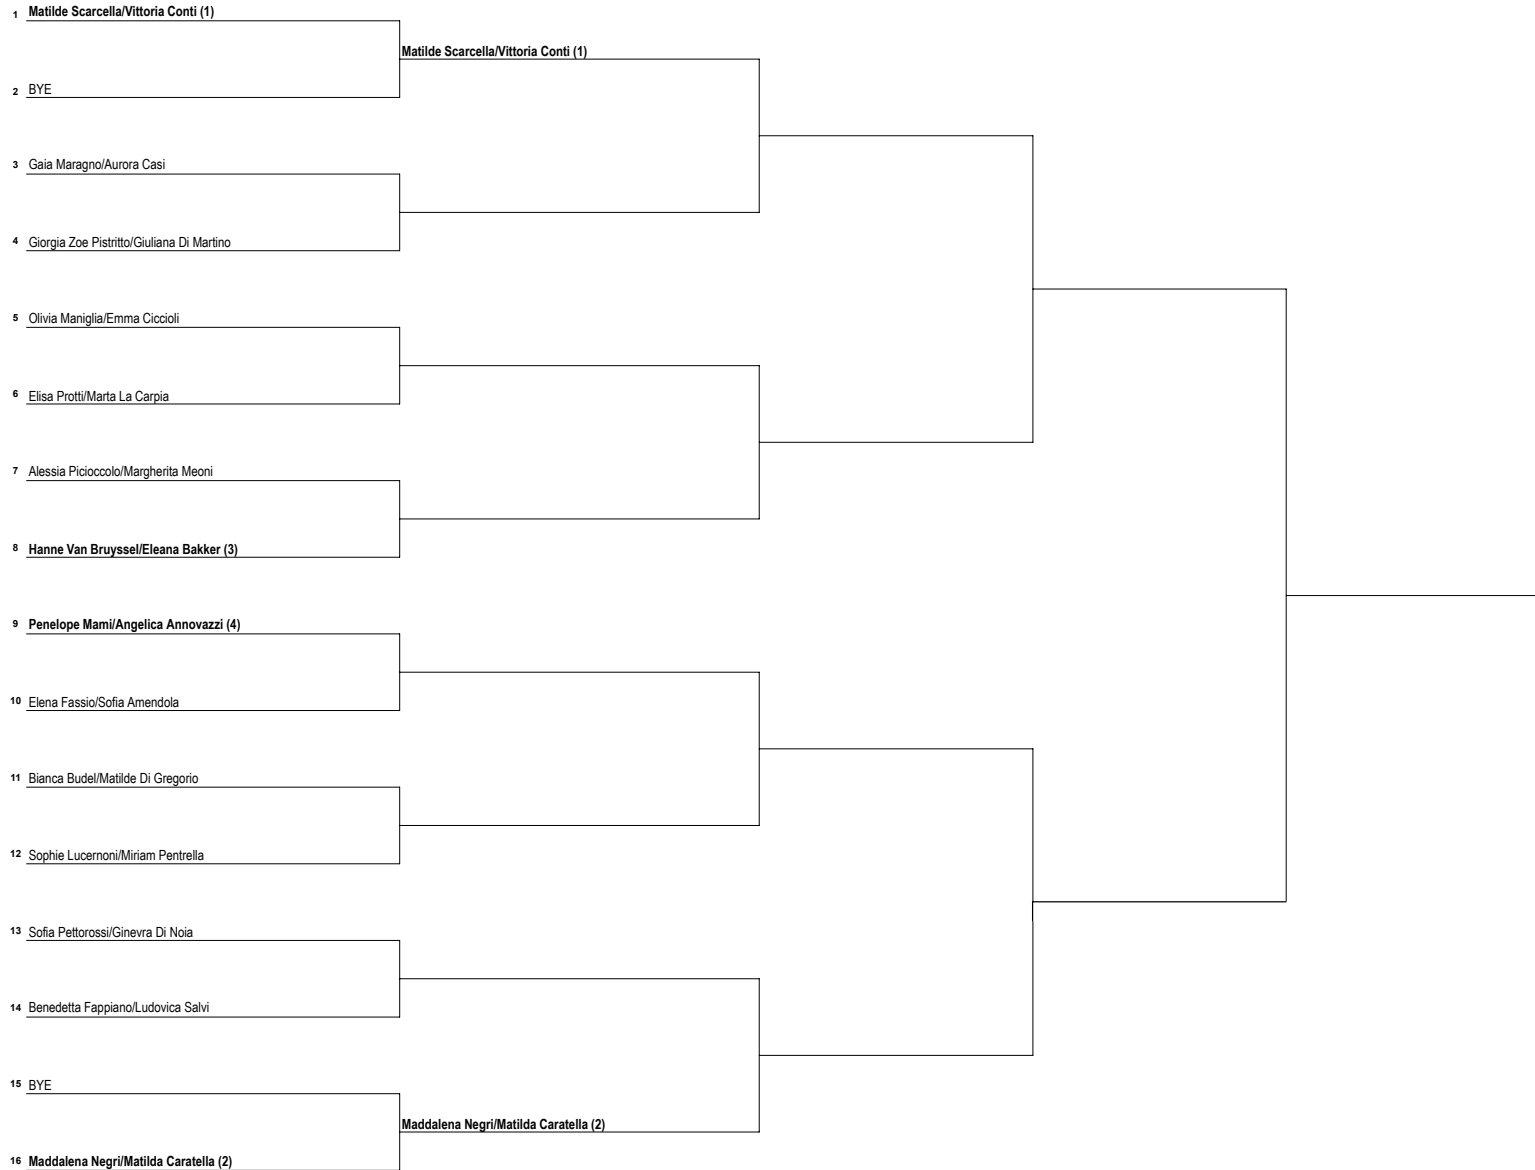 1 Matilde Scarcella/Vittoria Conti (1)
Matilde Scarcella/Vittoria Conti (1)
2 BYE
3 Gaia Maragno/Aurora Casi
4 Giorgia Zoe Pistritto/Giuliana Di Martino
5 Olivia Maniglia/Emma Ciccioli
6 Elisa Protti/Marta La Carpia
7 Alessia Picioccolo/Margherita Meoni
8 Hanne Van Bruyssel/Eleana Bakker (3)
9 Penelope Mami/Angelica Annovazzi (4)
10 Elena Fassio/Sofia Amendola
11 Bianca Budel/Matilde Di Gregorio
12 Sophie Lucernoni/Miriam Pentrella
13 Sofia Pettorossi/Ginevra Di Noia
14 Benedetta Fappiano/Ludovica Salvi
15 BYE
Maddalena Negri/Matilda Caratella (2)
16 Maddalena Negri/Matilda Caratella (2)